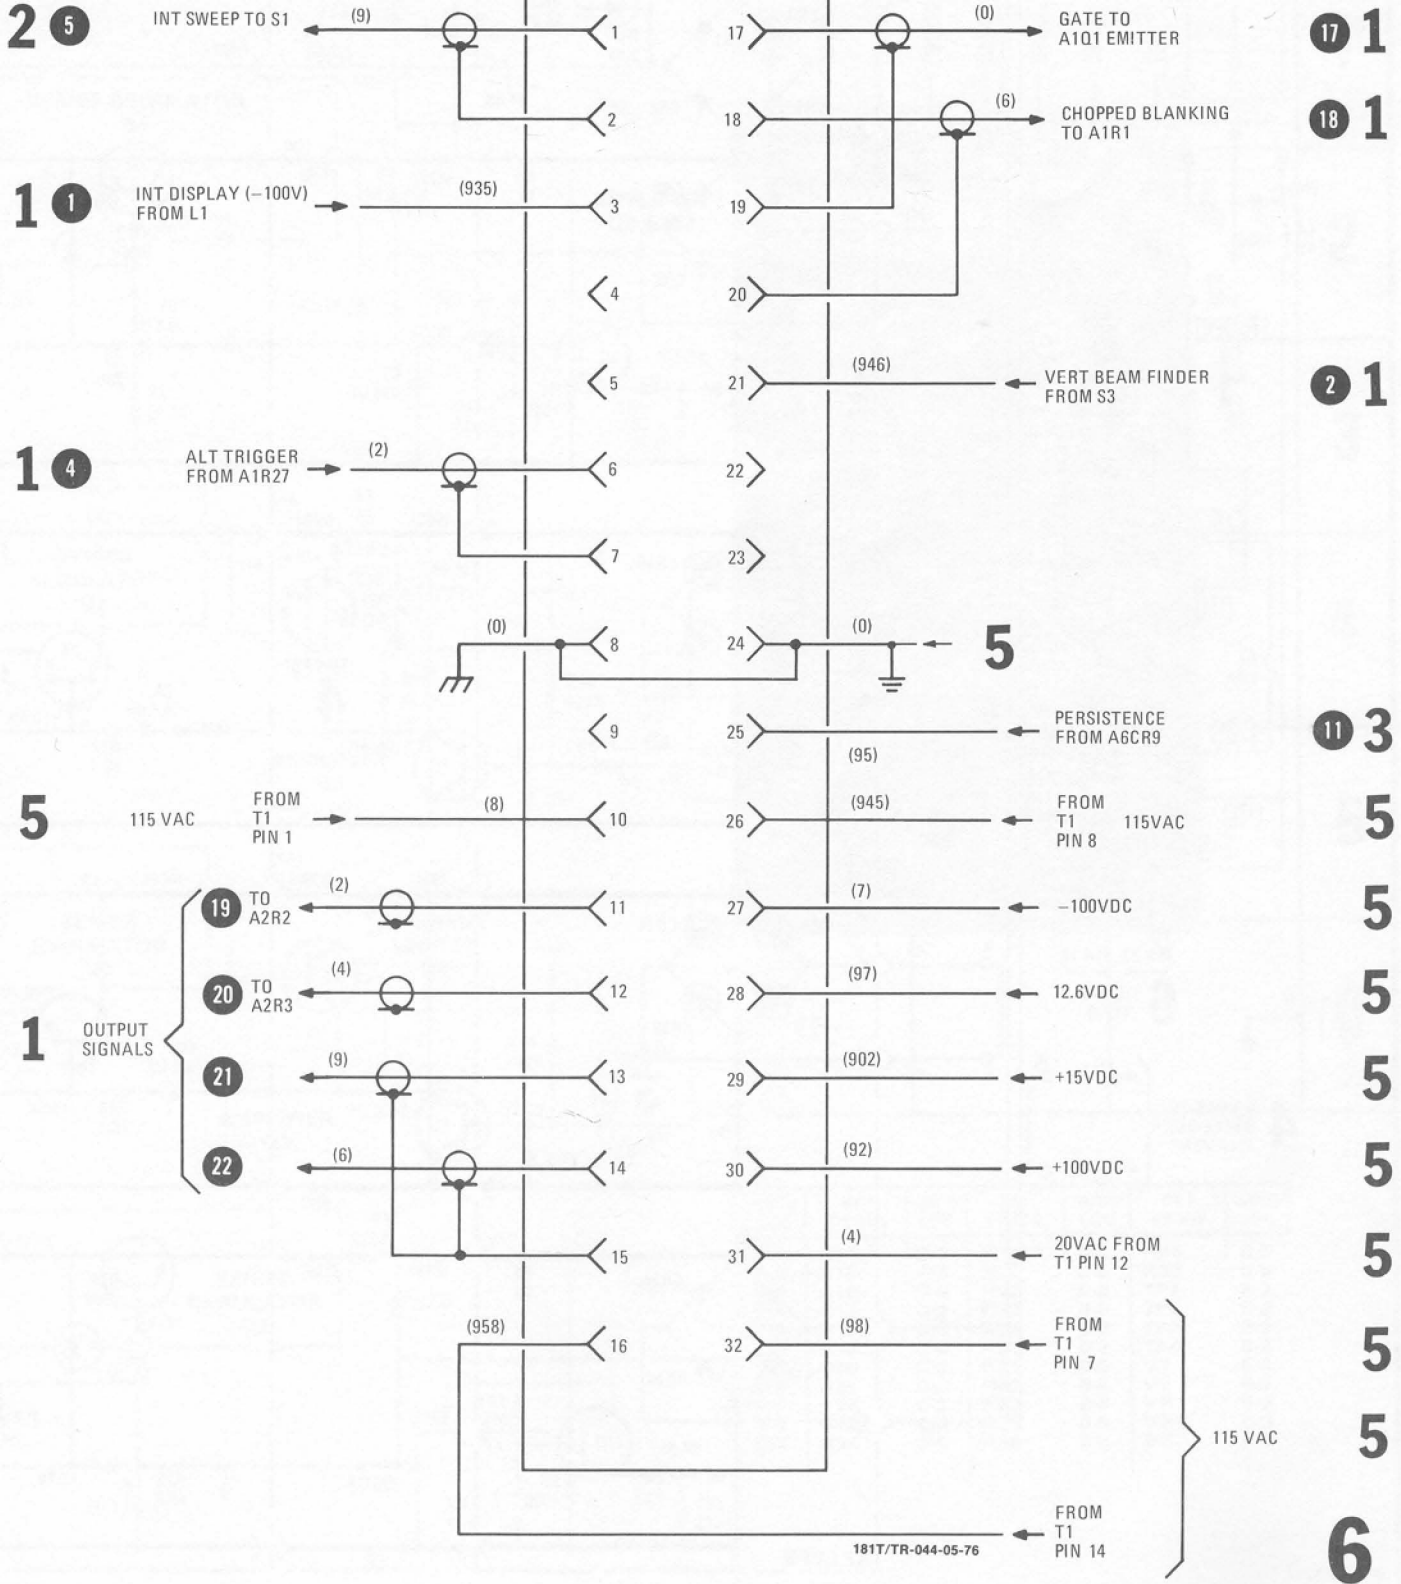 2 5 INT SWEEP TO S1 (9) 1 17 (0) GATE TO 17 1
A1Q1 EMITTER
2 18 (6) CHOPPED BLANKING 18 1
TO A1R1
1 1 INT DISPLAY (–100V) (935) 3 19
FROM L1
4 20
5 21 (946) VERT BEAM FINDER 2 1
FROM S3
1 4 ALT TRIGGER (2) 6 22
FROM A1R27
7 23
(0) 8 24 (0) 5
9 25 PERSISTENCE 11 3
FROM A6CR9
(95)
5 115 VAC FROM (8) 10 26 (945) FROM 115VAC 5
T1 T1
PIN 1 PIN 8
19 TO (2) 11 27 (7) –100VDC 5
A2R2
20 TO (4) 12 28 (97) 12.6VDC 5
A2R3
1 OUTPUT
SIGNALS
21 (9) 13 29 (902) +15VDC 5
22 (6) 14 30 (92) +100VDC 5
15 31 (4) 20VAC FROM 5
T1 PIN 12
(958) 16 32 (98) FROM 5
T1
PIN 7
115 VAC 5
FROM
T1
PIN 14
181T/TR-044-05-76
6